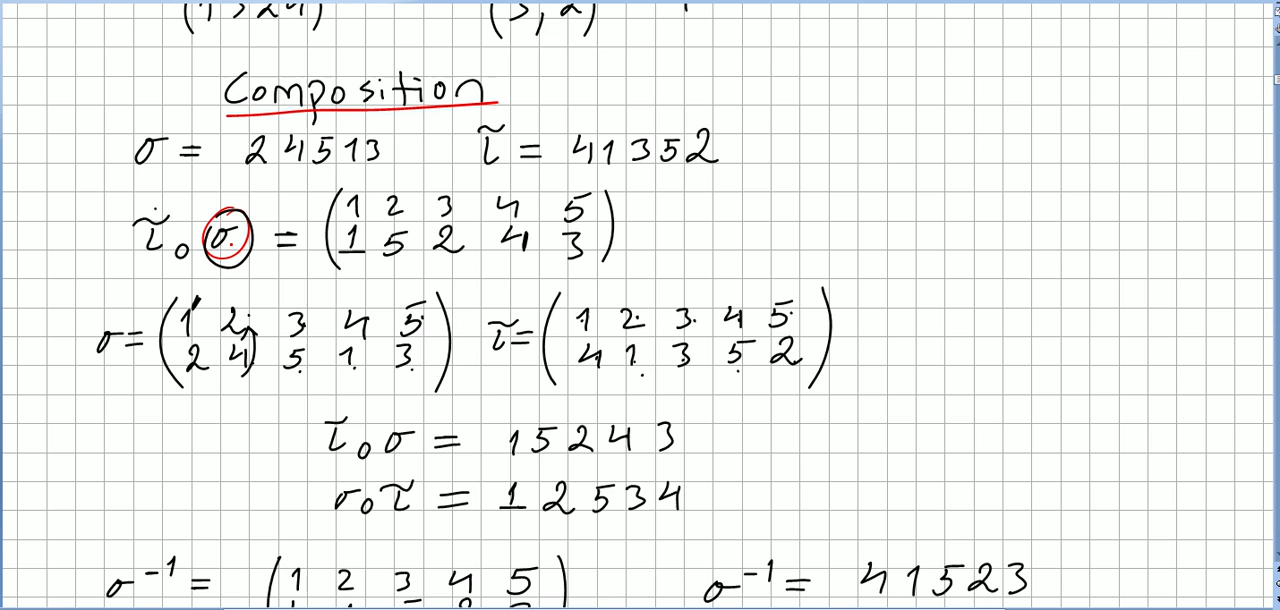 Composition
σ = 24513 τ = 41352
τ o σ = (1 2 3 4 5
1 5 2 4 3)
σ = (1 2 3 4 5 τ = (1 2 3 4 5
2 4 5 1 3) 4 1 3 5 2)
τ o σ = 15243
σ o τ = 12534
σ⁻¹ = (1 2 3 4 5) σ⁻¹ = 41523